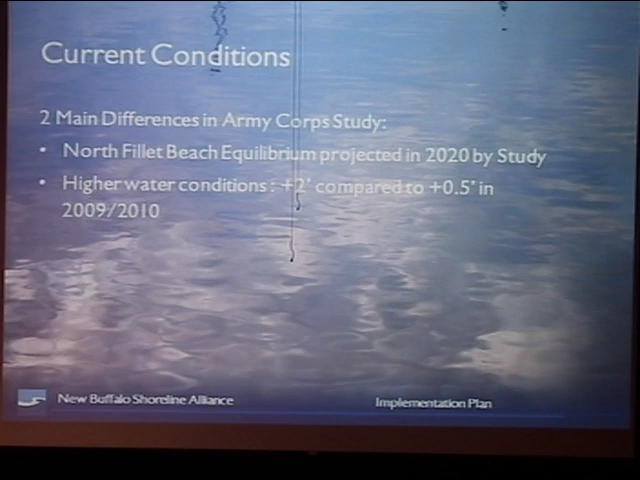 Current Conditions
2 Main Differences in Army Corps Study:
• North Fillet Beach Equilibrium projected in 2020 by Study
• Higher water conditions : +2' compared to +0.5' in
2009/2010
New Buffalo Shoreline Alliance
Implementation Plan